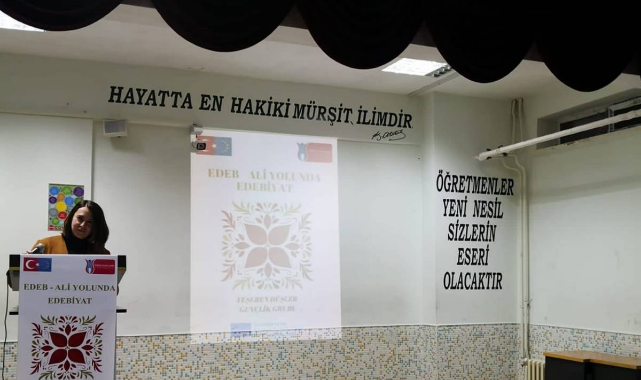 HAYATTA EN HAKİKİ MÜRŞİT, İLİMDİR.
ÖĞRETMENLER
YENİ NESİL
SİZLERİN
ESERİ
OLACAKTIR
EDEB - ALİ YOLUNDA
EDEBİYAT
GENÇLİK
EDEB - ALİ YOLUNDA
EDEBİYAT